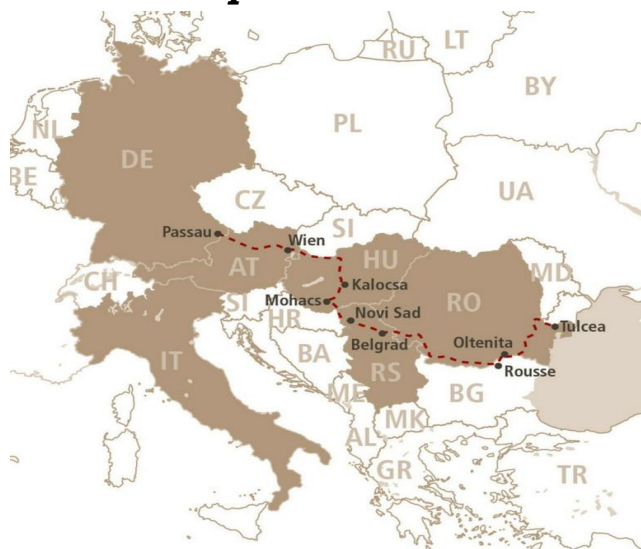 LT
RU
BY
NL
PL
DE
BE
UA
CZ
Passau
SI
Wien
MD
HU
AT
CH
Kalocsa
SI
Mohacs
RO
HR
Novi Sad
Tulcea
Oltenita
Belgrad
BA
IT
RS
Rousse
BG
ME
MK
AL
GR
TR